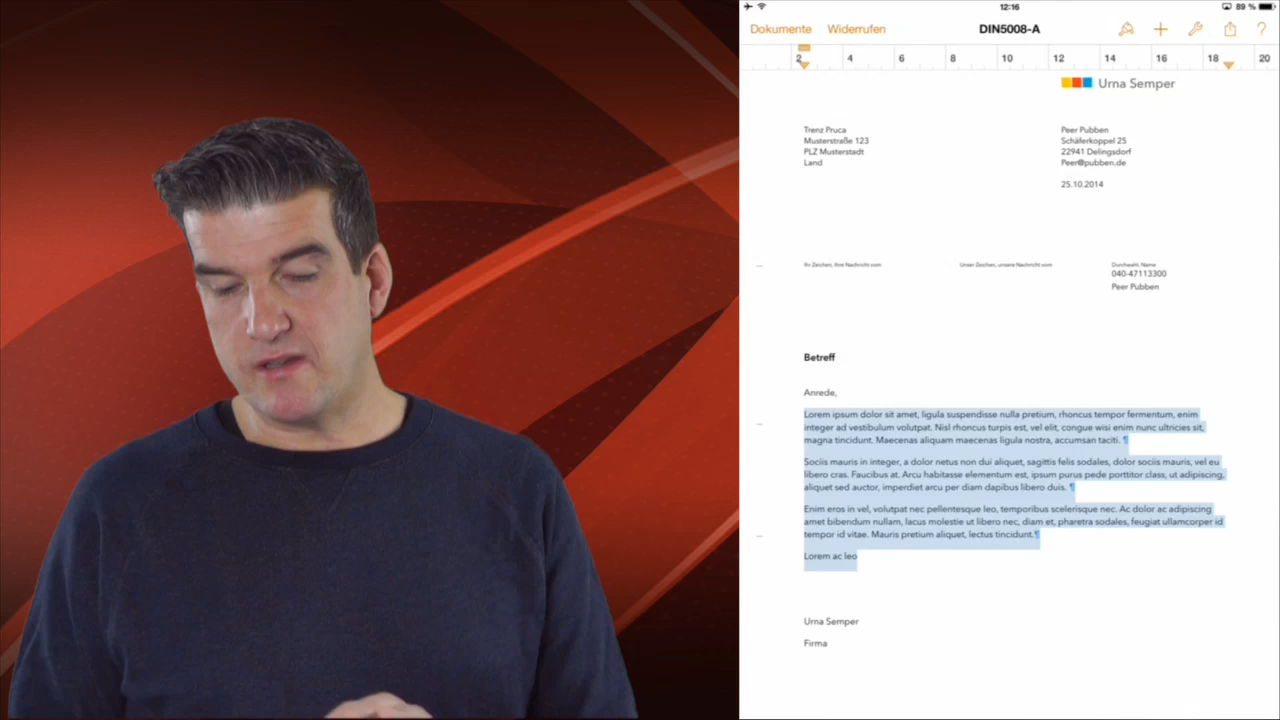 12:16
89 %
Dokumente Widerrufen DIN5008-A ?
2 4 6 8 10 12 14 16 18 20
Urna Semper
Trenz Pruca
Musterstraße 123
PLZ Musterstadt
Land
Peer Pubben
Schäferkoppel 25
22941 Delingsdorf
Peer@pubben.de
25.10.2014
Ihr Zeichen, Ihre Nachricht vom
Unser Zeichen, unsere Nachricht vom
Durchwahl, Name
040-47113300
Peer Pubben
Betreff
Anrede,
Lorem ipsum dolor sit amet, ligula suspendisse nulla pretium, rhoncus tempor fermentum, enim
integer ad vestibulum volutpat. Nisl rhoncus turpis est, vel elit, congue wisi enim nunc ultricies sit,
magna tincidunt. Maecenas aliquam maecenas ligula nostra, accumsan taciti. ¶
Sociis mauris in integer, a dolor netus non dui aliquet, sagittis felis sodales, dolor sociis mauris, vel eu
libero cras. Faucibus at. Arcu habitasse elementum est, ipsum purus pede porttitor class, ut adipiscing,
aliquet sed auctor, imperdiet arcu per diam dapibus libero duis. ¶
Enim eros in vel, volutpat nec pellentesque leo, temporibus scelerisque nec. Ac dolor ac adipiscing
amet bibendum nullam, lacus molestie ut libero nec, diam et, pharetra sodales, feugiat ullamcorper id
tempor id vitae. Mauris pretium aliquet, lectus tincidunt.¶
Lorem ac leo
Urna Semper
Firma